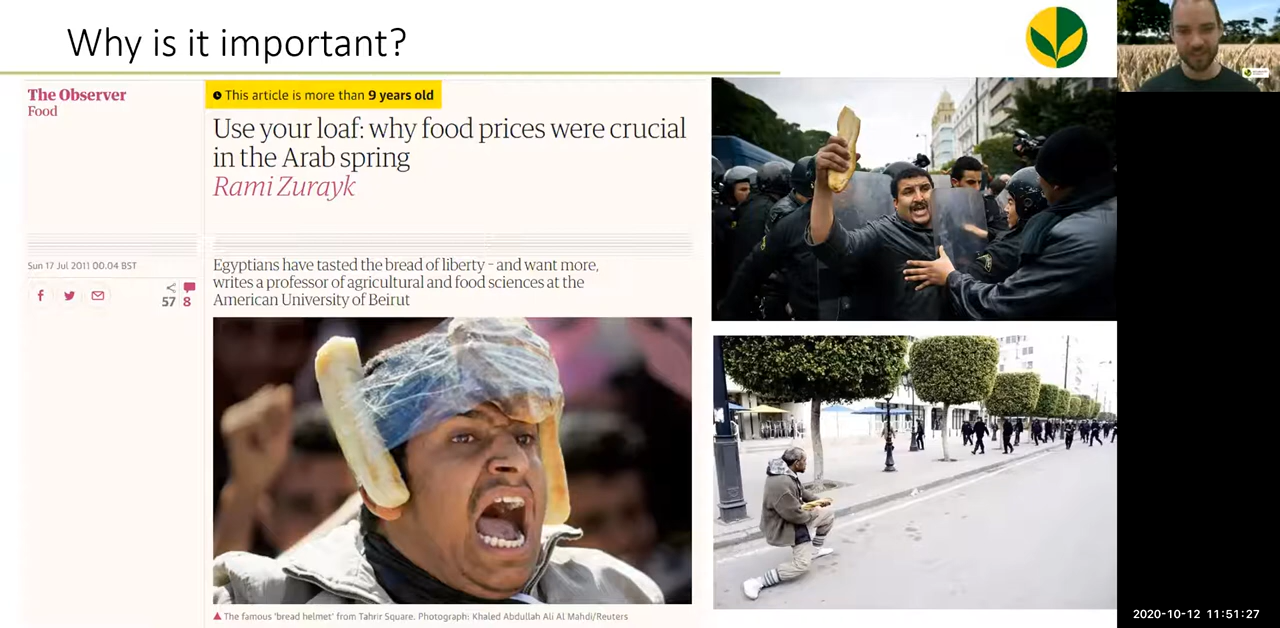 Why is it important?
The Observer
Food
This article is more than 9 years old
Use your loaf: why food prices were crucial
in the Arab spring
Rami Zurayk
Sun 17 Jul 2011 00.04 BST
57 8
Egyptians have tasted the bread of liberty – and want more,
writes a professor of agricultural and food sciences at the
American University of Beirut
The famous 'bread helmet' from Tahrir Square. Photograph: Khaled Abdullah Ali Al Mahdi/Reuters
2020-10-12 11:51:27